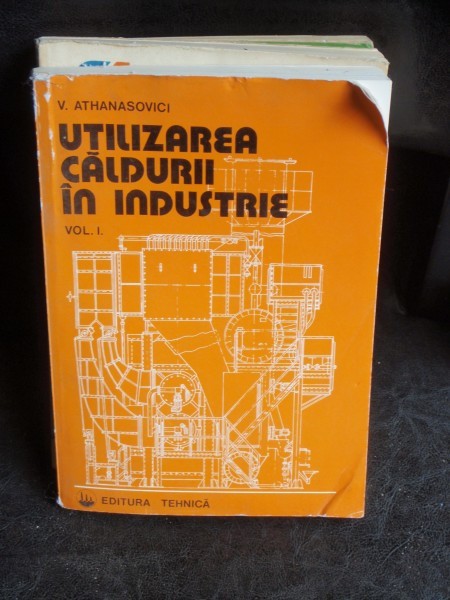 V. ATHANASOVICI
UTILIZAREA
CĂLDURII
ÎN INDUSTRIE
VOL. I.
EDITURA TEHNICĂ